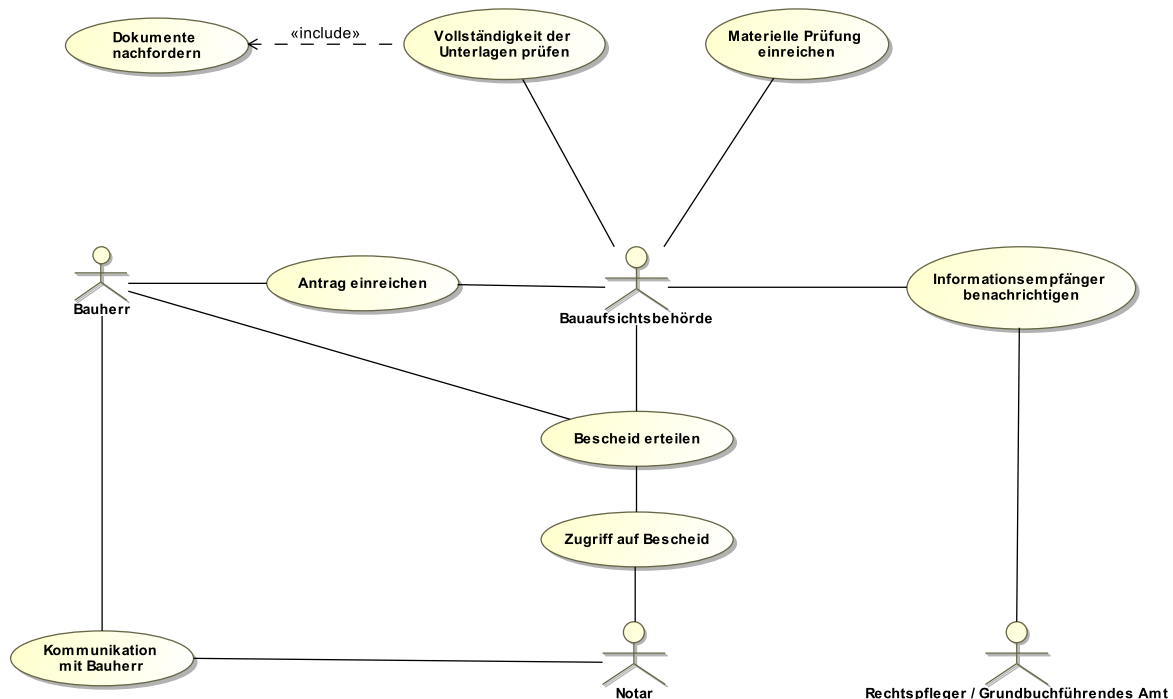 Dokumente
nachfordern
«include»
Vollständigkeit der
Unterlagen prüfen
Materielle Prüfung
einreichen
Bauherr
Antrag einreichen
Bauaufsichtsbehörde
Informationsempfänger
benachrichtigen
Bescheid erteilen
Zugriff auf Bescheid
Kommunikation
mit Bauherr
Notar
Rechtspfleger / Grundbuchführendes Amt